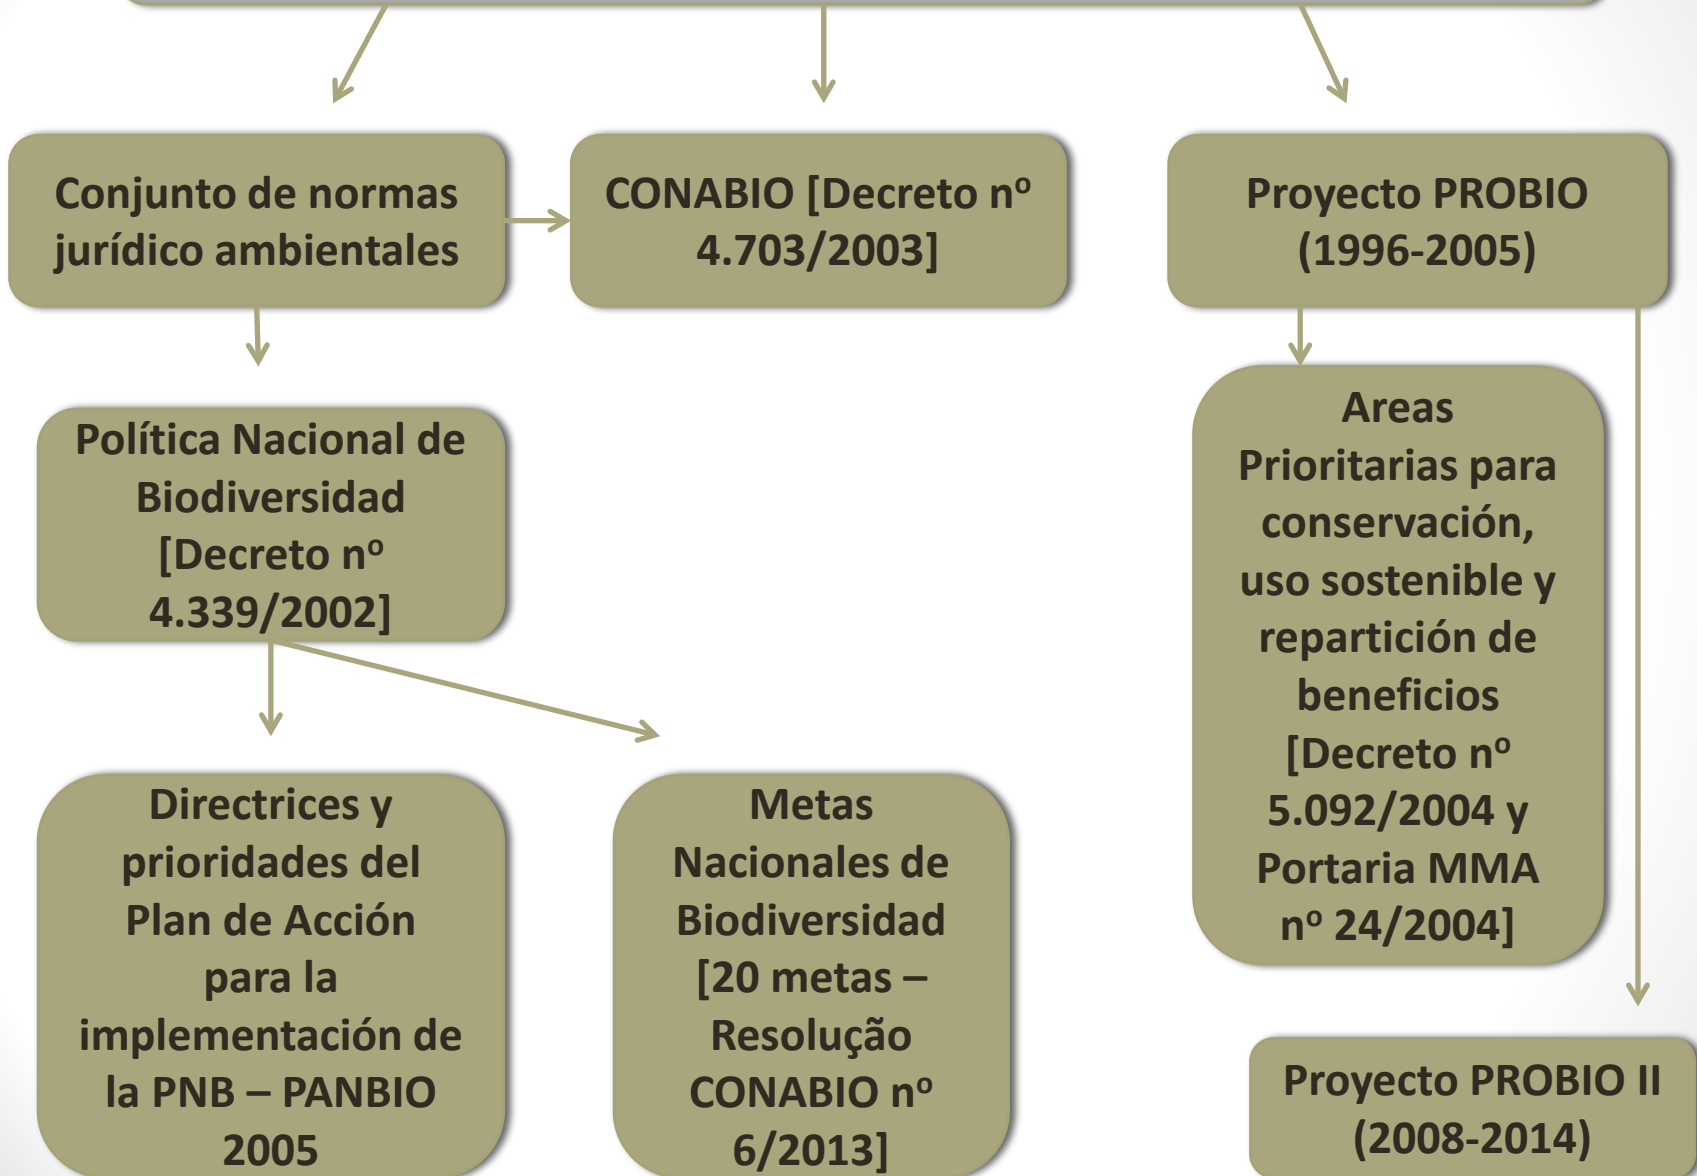 Conjunto de normas
jurídico ambientales
CONABIO [Decreto nº
4.703/2003]
Proyecto PROBIO
(1996-2005)
Política Nacional de
Biodiversidad
[Decreto nº
4.339/2002]
Areas
Prioritarias para
conservación,
uso sostenible y
repartición de
beneficios
[Decreto nº
5.092/2004 y
Portaria MMA
nº 24/2004]
Directrices y
prioridades del
Plan de Acción
para la
implementación de
la PNB – PANBIO
2005
Metas
Nacionales de
Biodiversidad
[20 metas –
Resolução
CONABIO nº
6/2013]
Proyecto PROBIO II
(2008-2014)